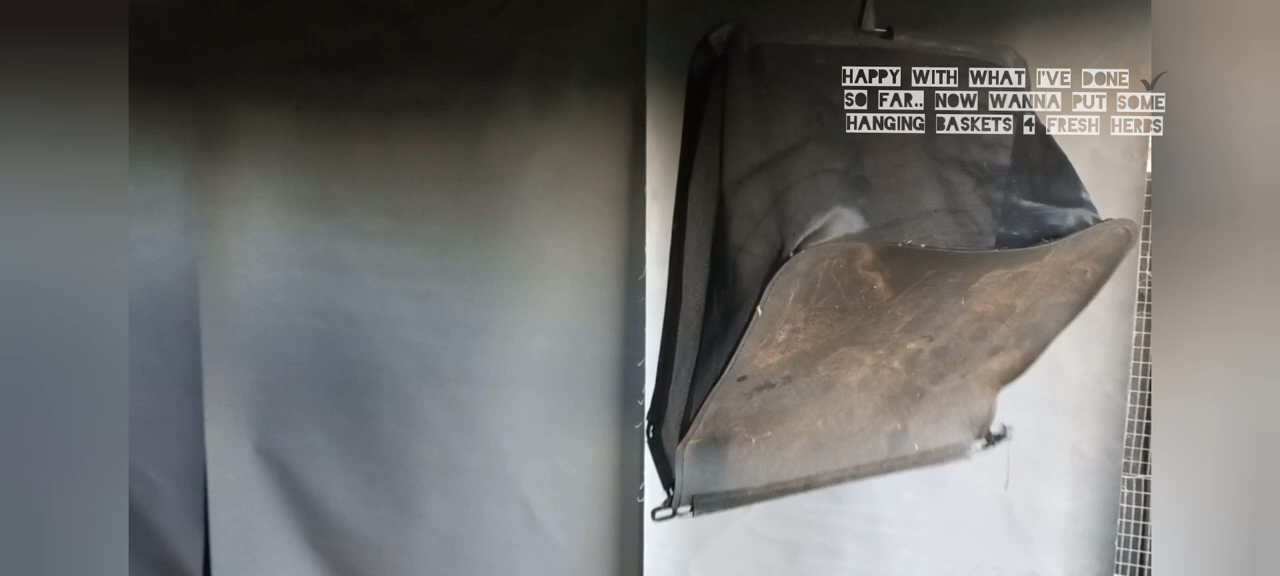 HAPPY WITH WHAT I'VE DONE ✓
SO FAR.. NOW WANNA PUT SOME
HANGING BASKETS 4 FRESH HERBS